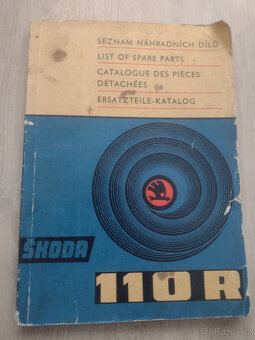 SEZNAM NÁHRADNÍCH DÍLŮ
LIST OF SPARE PARTS
CATALOGUE DES PIÈCES
DÉTACHÉES
ERSATZTEILE-KATALOG
ŠKODA
110 R